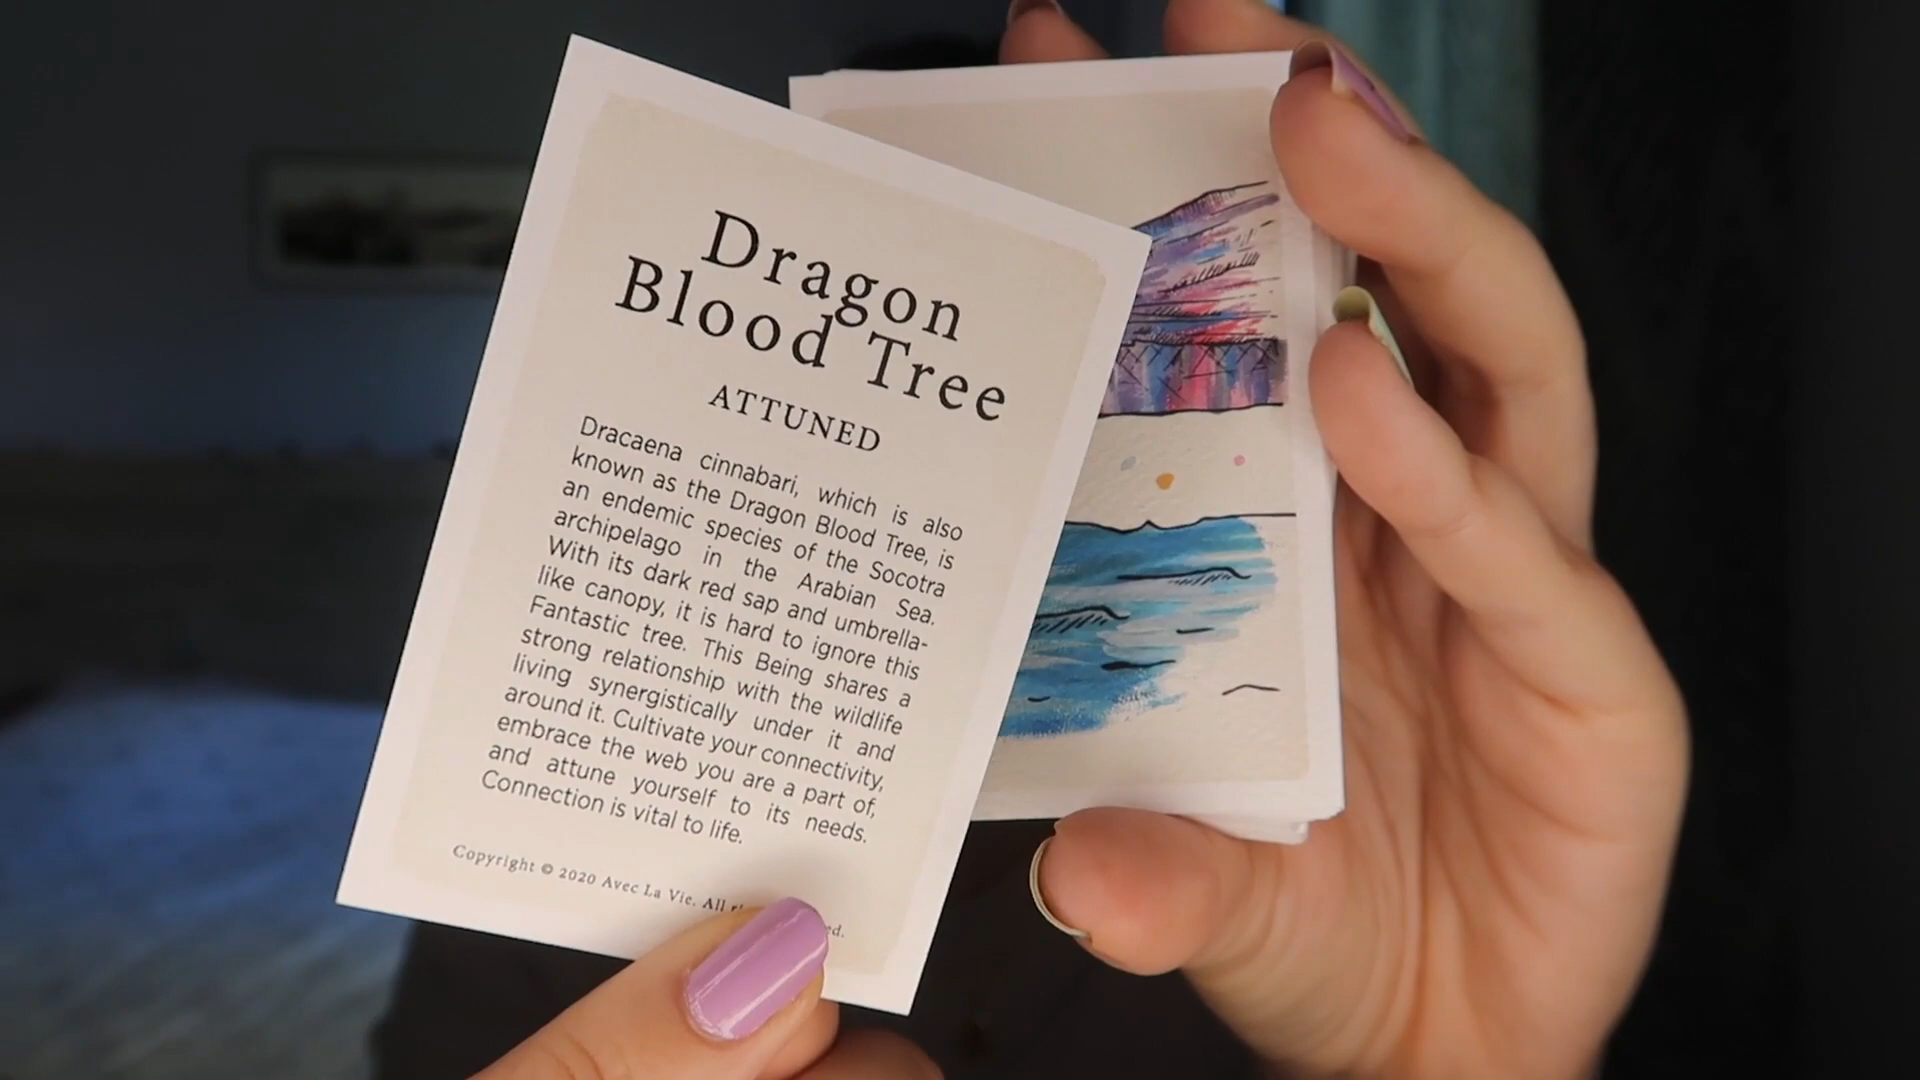 Dragon
Blood Tree
ATTUNED
Dracaena cinnabari, which is also
known as the Dragon Blood Tree, is
an endemic species of the Socotra
archipelago in the Arabian Sea.
With its dark red sap and umbrella-
like canopy, it is hard to ignore this
Fantastic tree. This Being shares a
strong relationship with the wildlife
living synergistically under it and
around it. Cultivate your connectivity,
embrace the web you are a part of,
and attune yourself to its needs.
Connection is vital to life.
Copyright © 2020 Avec La Vie. All